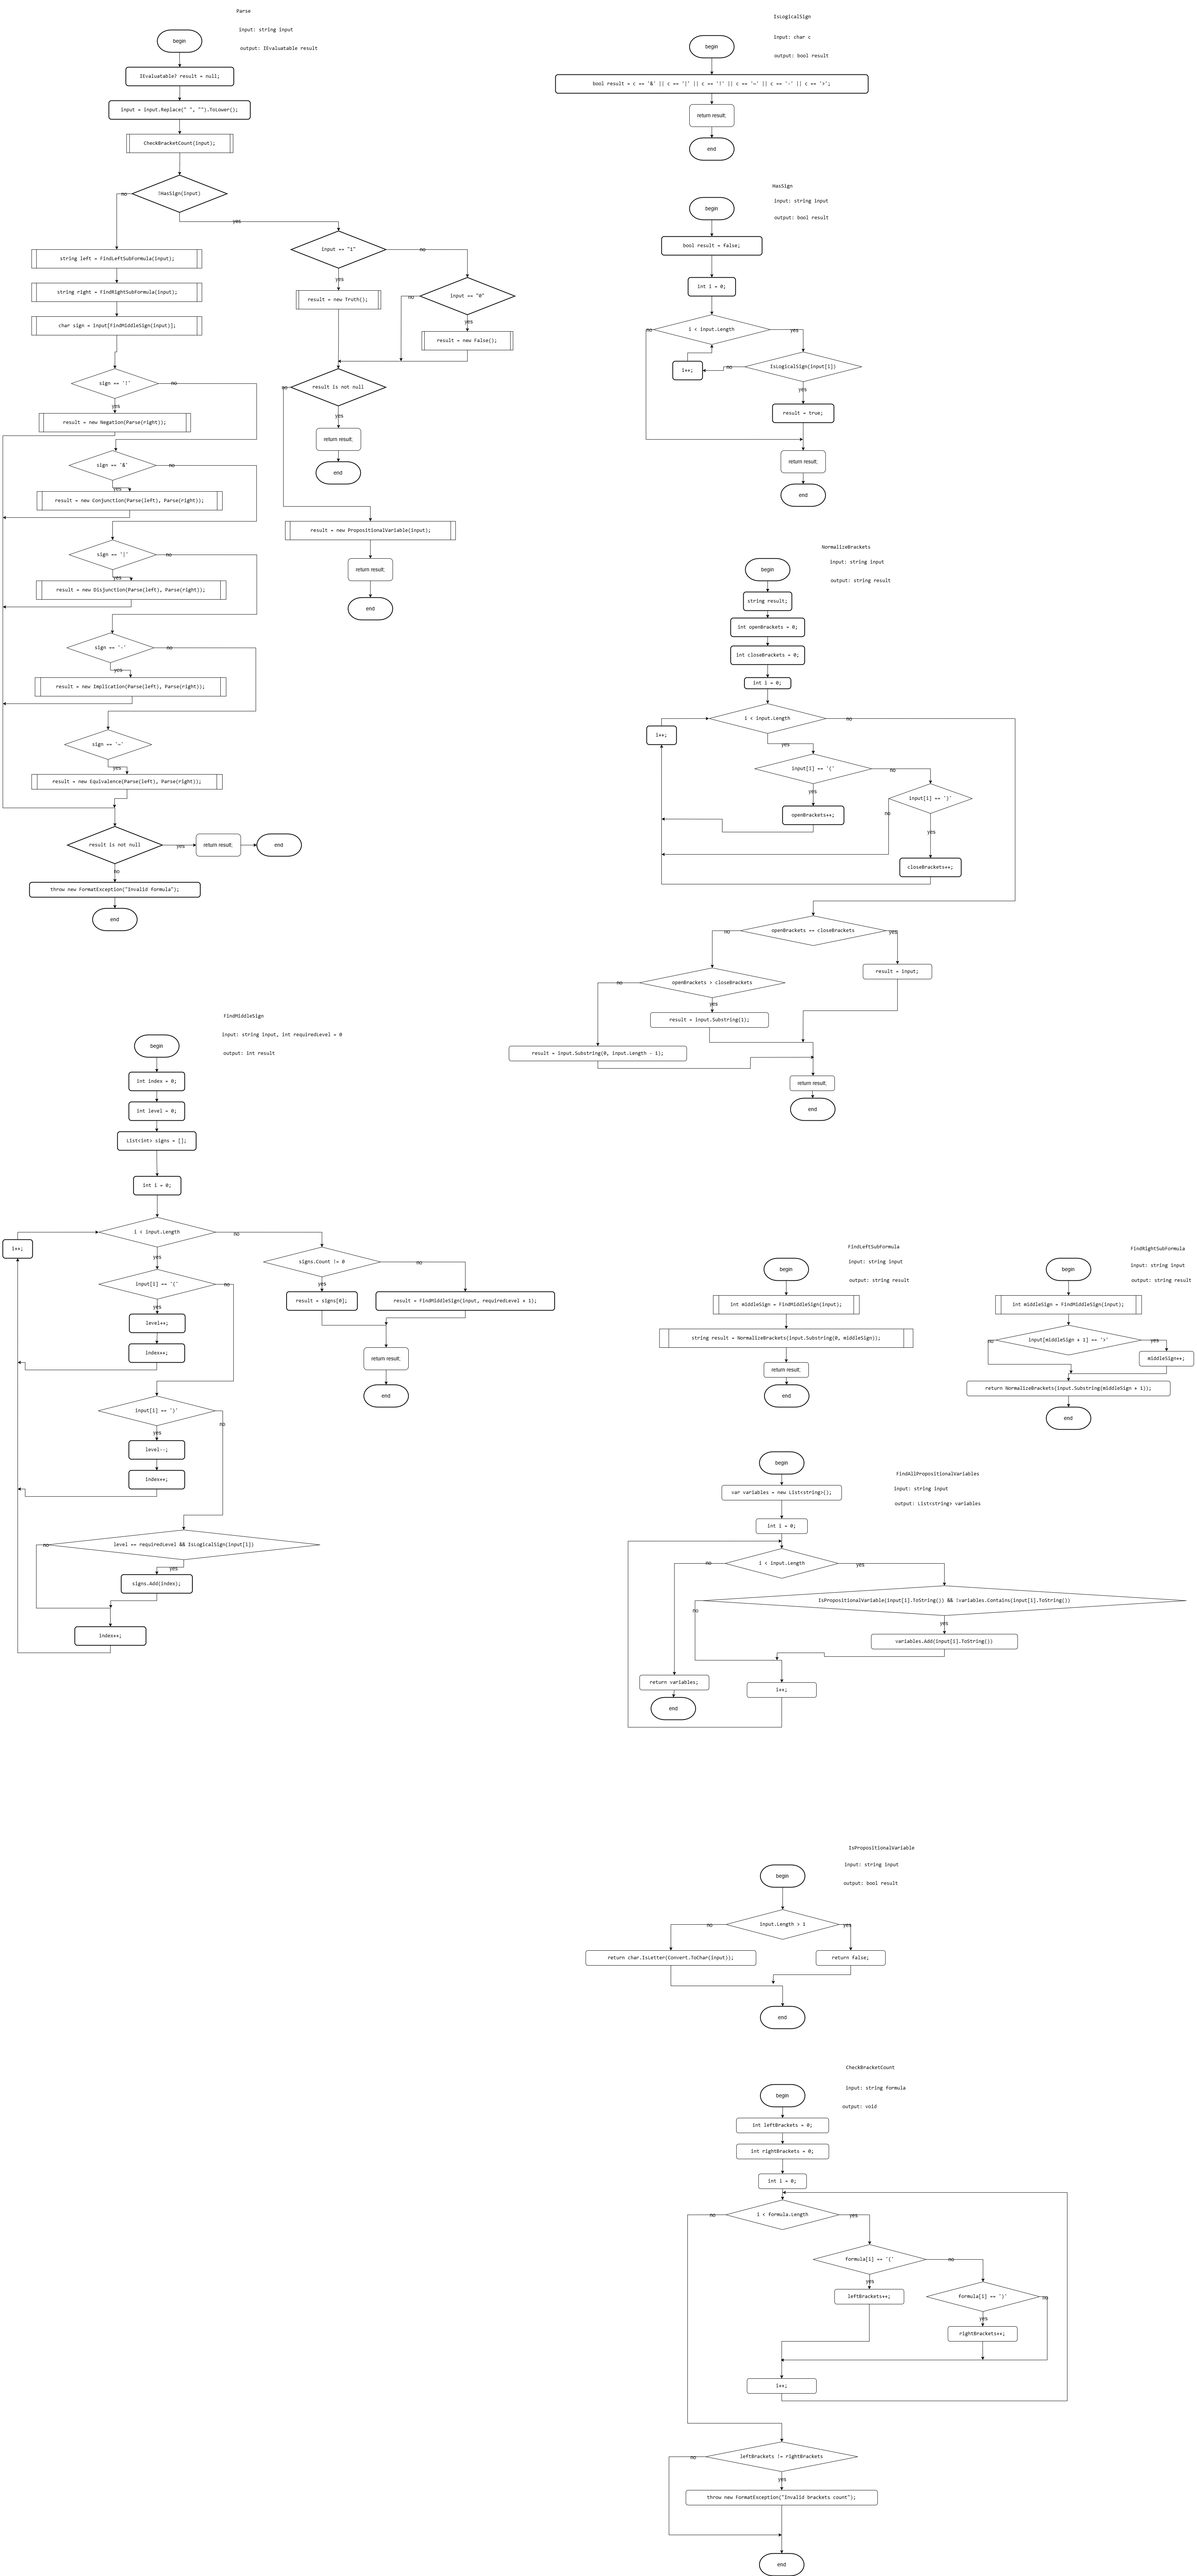 Parse
input: string input
output: IEvaluatable result
begin
IEvaluatable? result = null;
input = input.Replace(" ", "").ToLower();
CheckBracketCount(input);
!HasSign(input)
no
yes
string left = FindLeftSubFormula(input);
string right = FindRightSubFormula(input);
char sign = input[FindMiddleSign(input)];
sign == '!'
no
yes
result = new Negation(Parse(right));
sign == '&'
no
yes
result = new Conjunction(Parse(left), Parse(right));
sign == '|'
no
yes
result = new Disjunction(Parse(left), Parse(right));
sign == '-'
no
yes
result = new Implication(Parse(left), Parse(right));
sign == '~'
yes
result = new Equivalence(Parse(left), Parse(right));
result is not null
yes
return result;
end
no
throw new FormatException("Invalid formula");
end
input == "1"
no
yes
result = new Truth();
input == "0"
no
yes
result = new False();
result is not null
no
yes
return result;
end
result = new PropositionalVariable(input);
return result;
end
IsLogicalSign
input: char c
output: bool result
begin
bool result = c == '&' || c == '|' || c == '!' || c == '~' || c == '-' || c == '>';
return result;
end
HasSign
input: string input
output: bool result
begin
bool result = false;
int i = 0;
i < input.Length
no
yes
i++;
no
IsLogicalSign(input[i])
yes
result = true;
return result;
end
NormalizeBrackets
input: string input
output: string result
begin
string result;
int openBrackets = 0;
int closeBrackets = 0;
int i = 0;
i < input.Length
no
i++;
yes
input[i] == '('
no
yes
openBrackets++;
input[i] == ')'
no
yes
closeBrackets++;
openBrackets == closeBrackets
no
yes
result = input;
openBrackets > closeBrackets
no
yes
result = input.Substring(1);
result = input.Substring(0, input.Length - 1);
return result;
end
FindMiddleSign
input: string input, int requiredLevel = 0
output: int result
begin
int index = 0;
int level = 0;
List<int> signs = [];
int i = 0;
i < input.Length
no
i++;
yes
input[i] == '('
no
yes
level++;
index++;
input[i] == ')'
no
yes
level--;
index++;
level == requiredLevel && IsLogicalSign(input[i])
no
yes
signs.Add(index);
index++;
signs.Count != 0
no
yes
result = signs[0];
result = FindMiddleSign(input, requiredLevel + 1);
return result;
end
FindLeftSubFormula
input: string input
output: string result
begin
int middleSign = FindMiddleSign(input);
string result = NormalizeBrackets(input.Substring(0, middleSign));
return result;
end
FindRightSubFormula
input: string input
output: string result
begin
int middleSign = FindMiddleSign(input);
input[middleSign + 1] == '>'
no
yes
middleSign++;
return NormalizeBrackets(input.Substring(middleSign + 1));
end
FindAllPropositionalVariables
input: string input
output: List<string> variables
begin
var variables = new List<string>();
int i = 0;
i < input.Length
no
yes
IsPropositionalVariable(input[i].ToString()) && !variables.Contains(input[i].ToString())
no
yes
variables.Add(input[i].ToString())
return variables;
i++;
end
IsPropositionalVariable
input: string input
output: bool result
begin
input.Length > 1
no
yes
return char.IsLetter(Convert.ToChar(input));
return false;
end
CheckBracketCount
input: string formula
output: void
begin
int leftBrackets = 0;
int rightBrackets = 0;
int i = 0;
i < formula.Length
no
yes
formula[i] == '('
no
yes
leftBrackets++;
formula[i] == ')'
no
yes
rightBrackets++;
i++;
leftBrackets != rightBrackets
no
yes
throw new FormatException("Invalid brackets count");
end